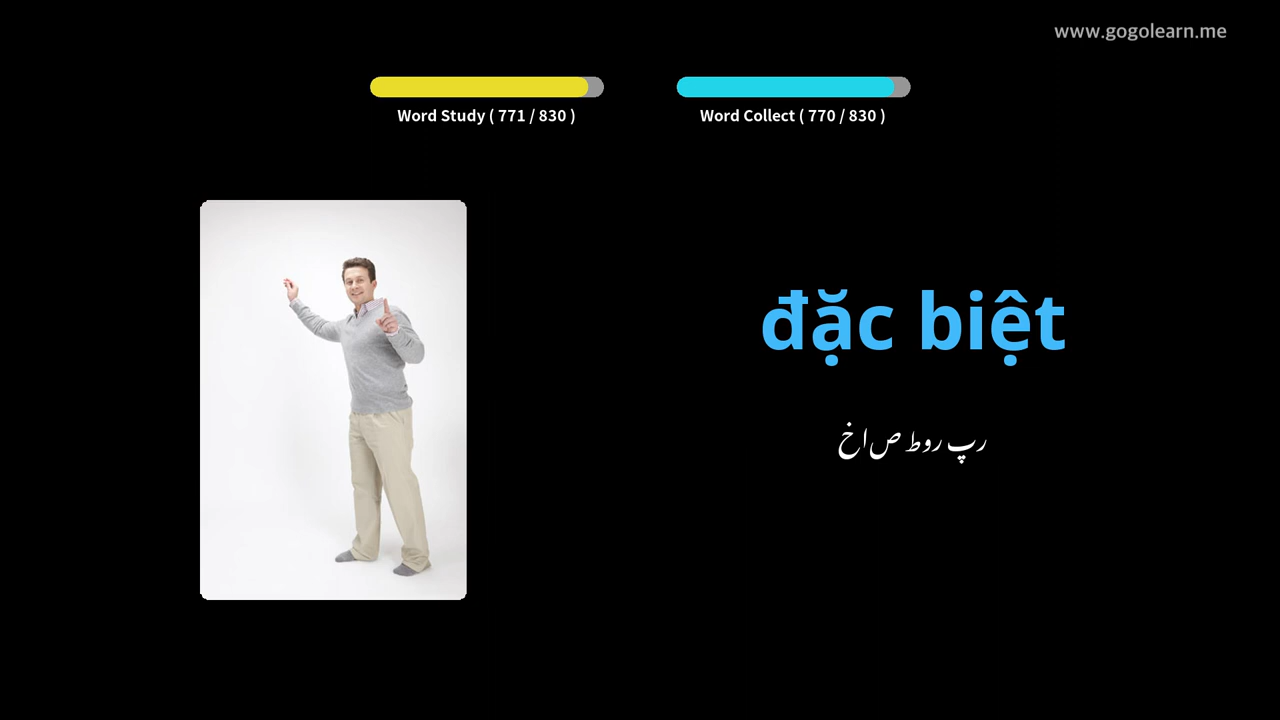 www.gogolearn.me
Word Study ( 771 / 830 )
Word Collect ( 770 / 830 )
đặc biệt
رپ روط صاخ